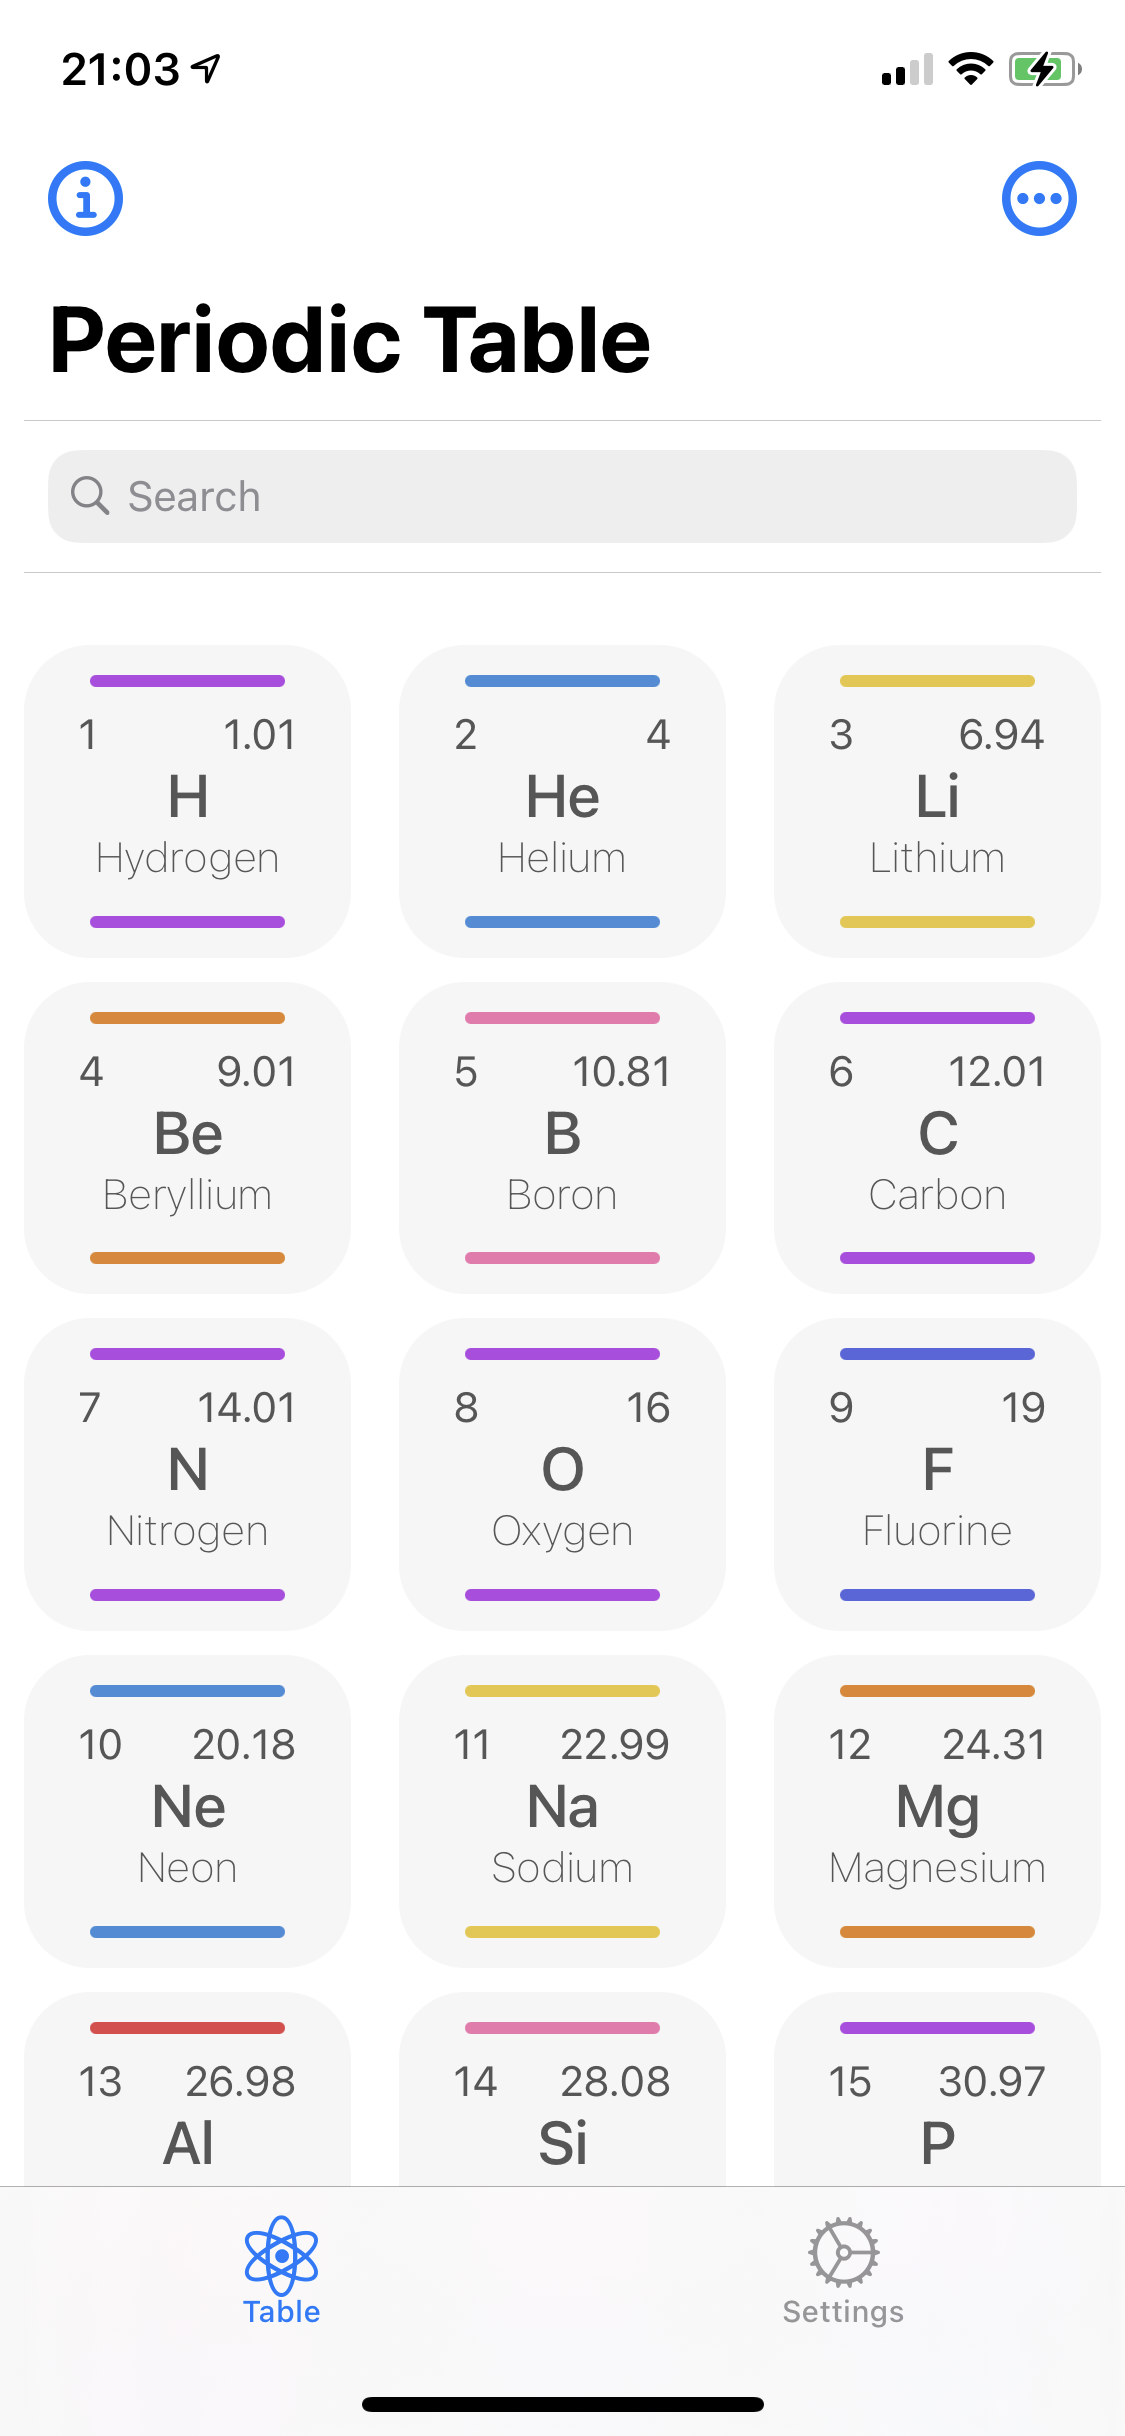 21:03
Periodic Table
Search
1 1.01
H
Hydrogen
2 4
He
Helium
3 6.94
Li
Lithium
4 9.01
Be
Beryllium
5 10.81
B
Boron
6 12.01
C
Carbon
7 14.01
N
Nitrogen
8 16
O
Oxygen
9 19
F
Fluorine
10 20.18
Ne
Neon
11 22.99
Na
Sodium
12 24.31
Mg
Magnesium
13 26.98
Al
14 28.08
Si
15 30.97
P
Table
Settings